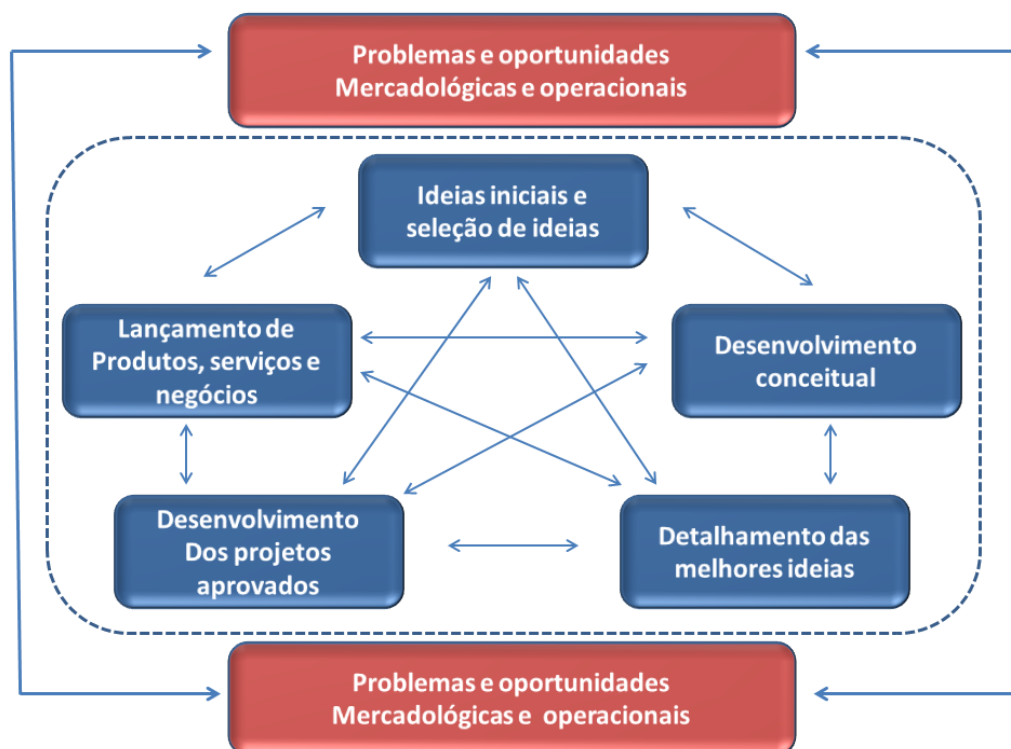 Problemas e oportunidades
Mercadológicas e operacionais
Ideias iniciais e
seleção de ideias
Lançamento de
Produtos, serviços e
negócios
Desenvolvimento
conceitual
Desenvolvimento
Dos projetos
aprovados
Detalhamento das
melhores ideias
Problemas e oportunidades
Mercadológicas e operacionais